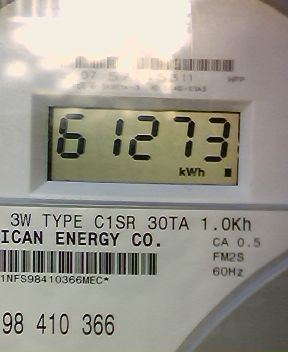 61273
kWh
3W TYPE C1SR 30TA 1.0Kh
ICAN ENERGY CO.
CA 0.5
FM2S
60Hz
1NFS98410366MEC*
98 410 366